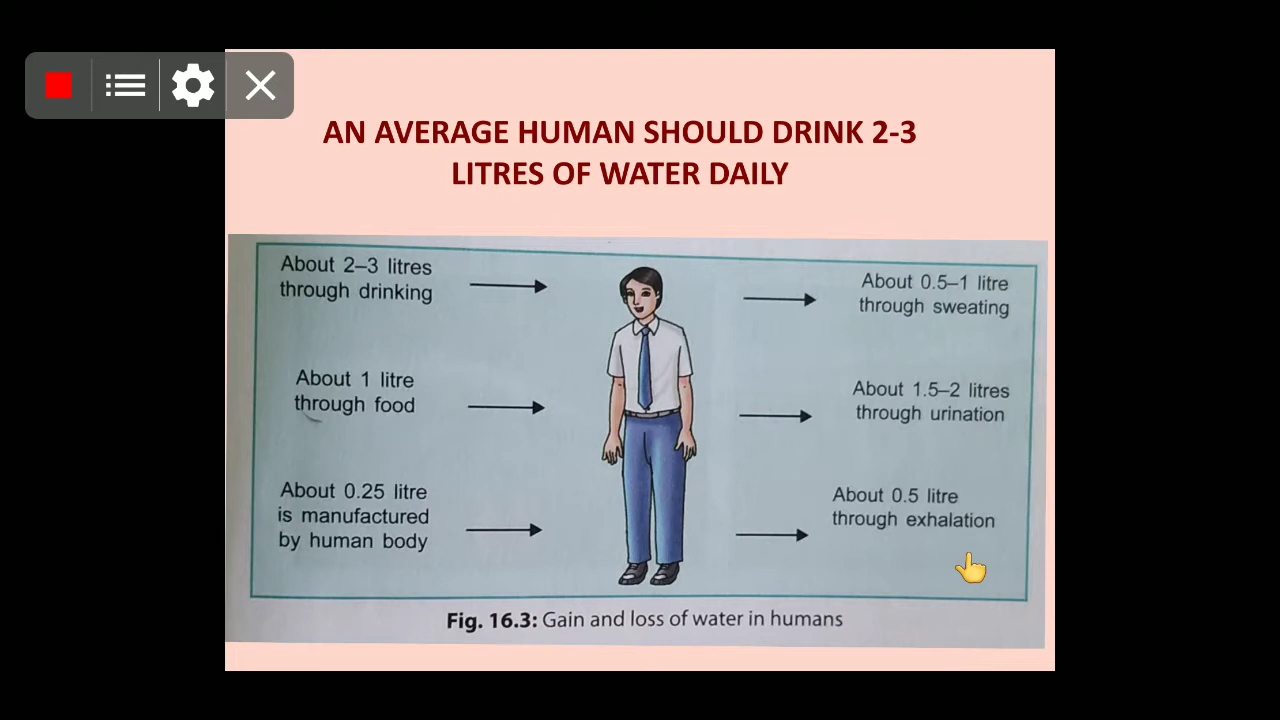 AN AVERAGE HUMAN SHOULD DRINK 2-3
LITRES OF WATER DAILY
About 2–3 litres
through drinking
About 1 litre
through food
About 0.25 litre
is manufactured
by human body
About 0.5–1 litre
through sweating
About 1.5–2 litres
through urination
About 0.5 litre
through exhalation
Fig. 16.3: Gain and loss of water in humans